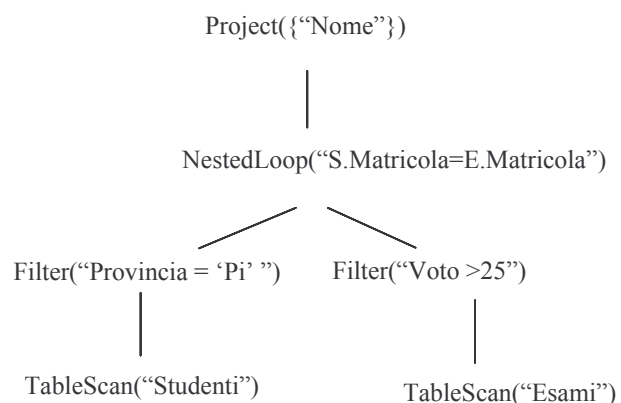 Project({“Nome”})
NestedLoop(“S.Matricola=E.Matricola”)
Filter(“Provincia = ‘Pi’ ”)
Filter(“Voto >25”)
TableScan(“Studenti”)
TableScan(“Esami”)